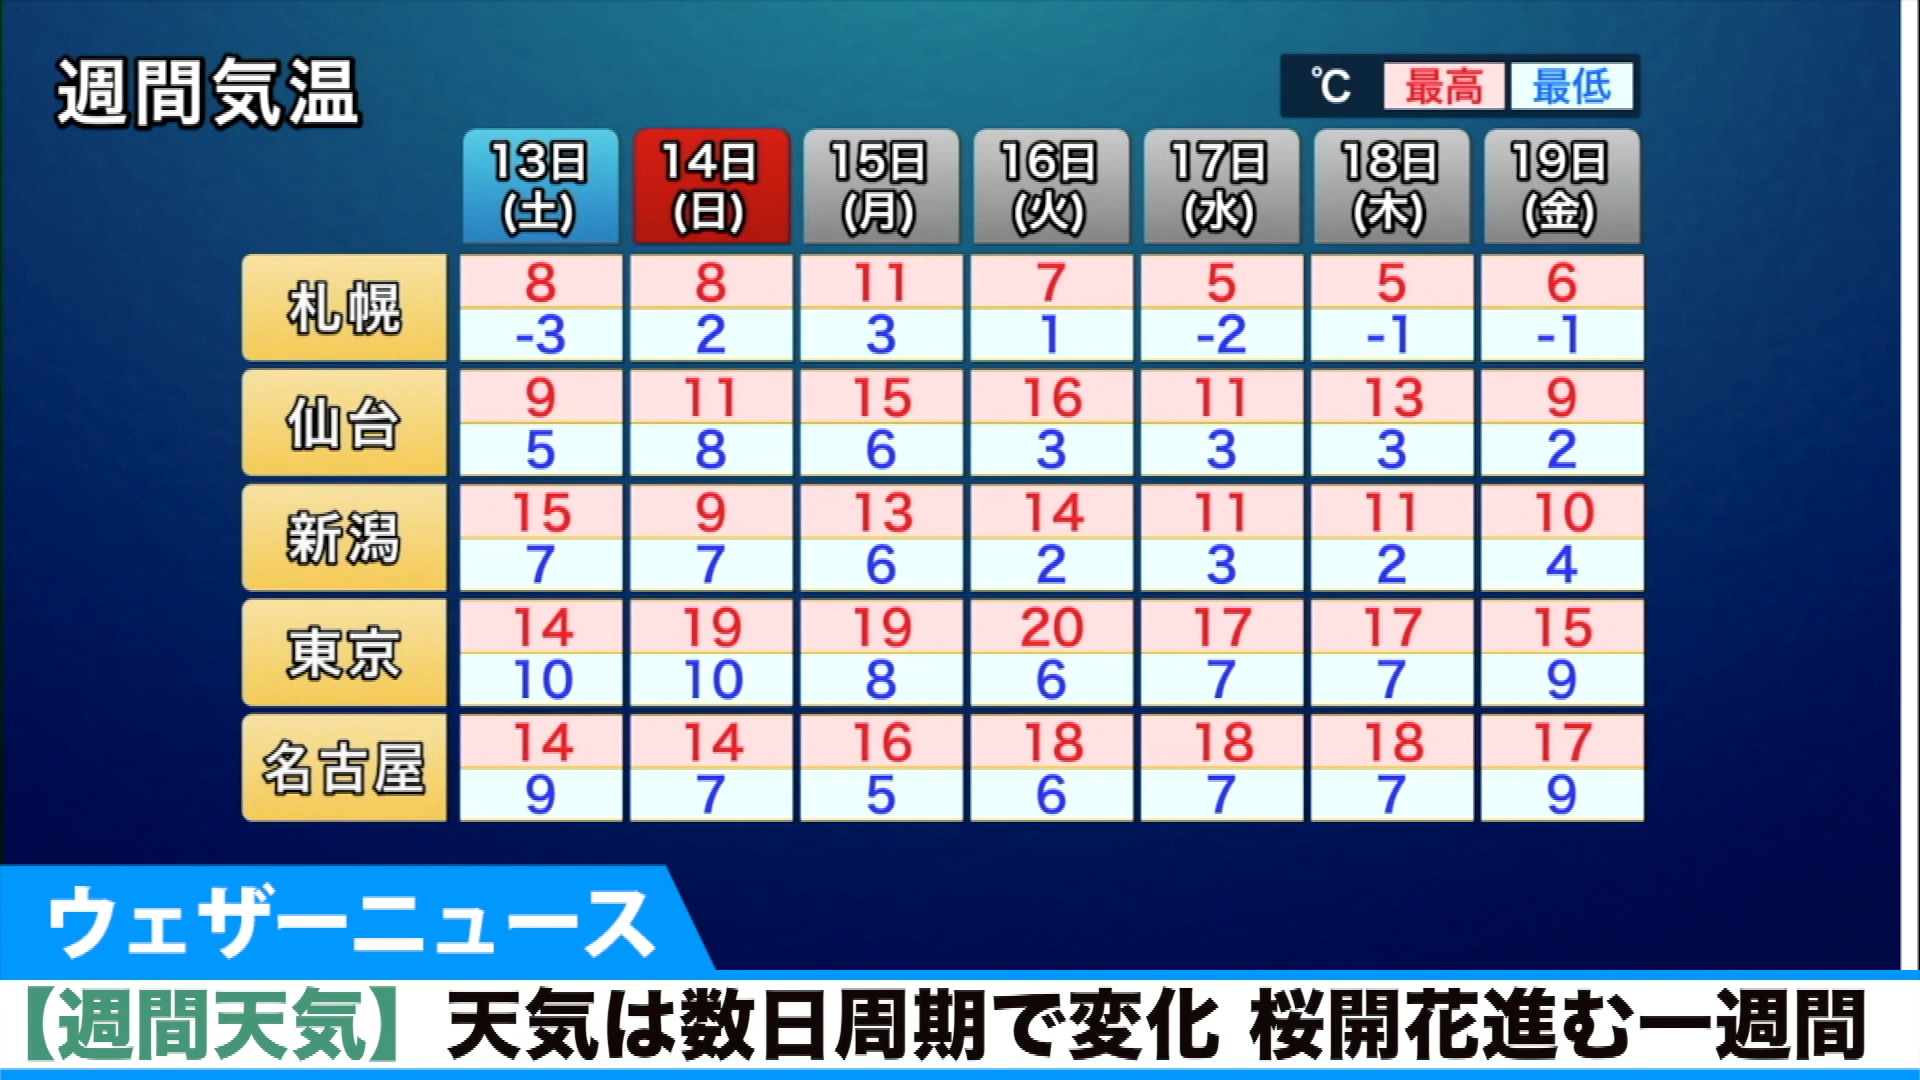 週間気温
℃ 最高 最低
13日 14日 15日 16日 17日 18日 19日
(土) (日) (月) (火) (水) (木) (金)
札幌 8 8 11 7 5 5 6
-3 2 3 1 -2 -1 -1
仙台 9 11 15 16 11 13 9
5 8 6 3 3 3 2
新潟 15 9 13 14 11 11 10
7 7 6 2 3 2 4
東京 14 19 19 20 17 17 15
10 10 8 6 7 7 9
名古屋 14 14 16 18 18 18 17
9 7 5 6 7 7 9
ウェザーニュース
【週間天気】 天気は数日周期で変化 桜開花進む一週間